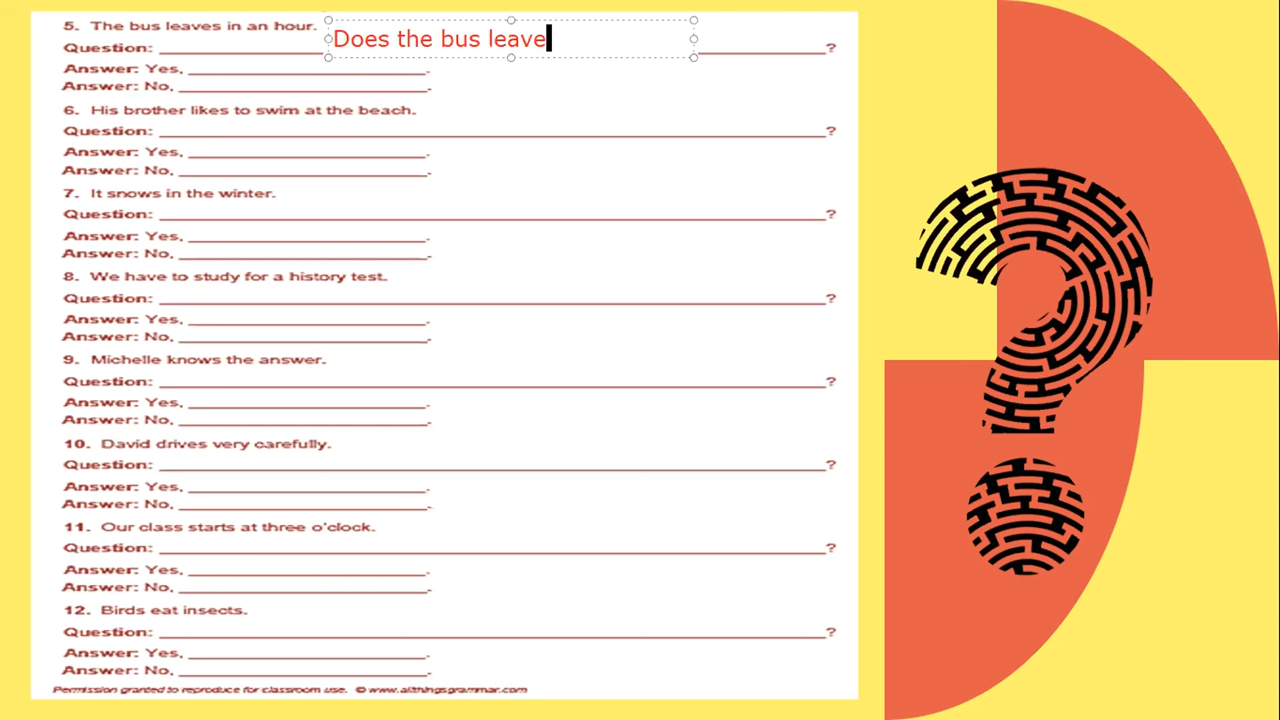 5. The bus leaves in an hour.
Does the bus leave
Question: ?
Answer: Yes, .
Answer: No, .
6. His brother likes to swim at the beach.
Question: ?
Answer: Yes, .
Answer: No, .
7. It snows in the winter.
Question: ?
Answer: Yes, .
Answer: No, .
8. We have to study for a history test.
Question: ?
Answer: Yes, .
Answer: No, .
9. Michelle knows the answer.
Question: ?
Answer: Yes, .
Answer: No, .
10. David drives very carefully.
Question: ?
Answer: Yes, .
Answer: No, .
11. Our class starts at three o'clock.
Question: ?
Answer: Yes, .
Answer: No, .
12. Birds eat insects.
Question: ?
Answer: Yes, .
Answer: No, .
Permission granted to reproduce for classroom use. © www.allthingsgrammar.com